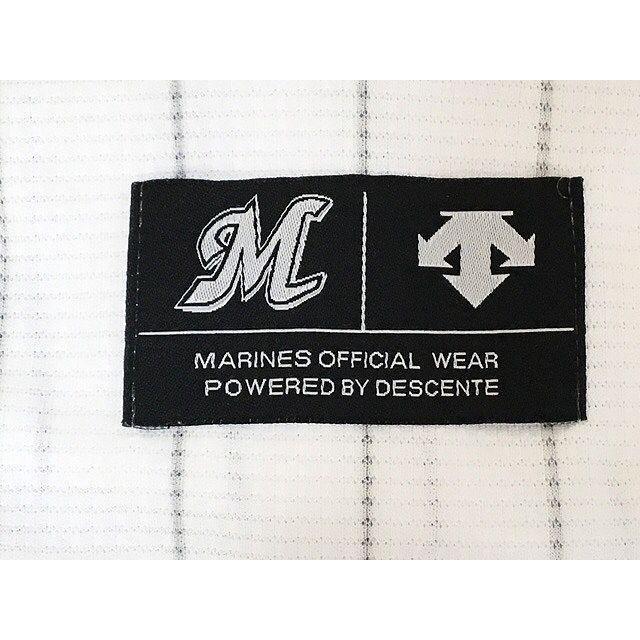 M
MARINES OFFICIAL WEAR
POWERED BY DESCENTE